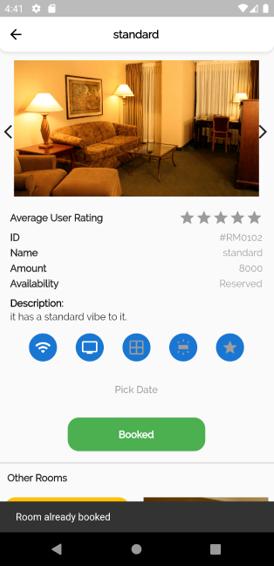 4:41
standard
Average User Rating
ID #RM0102
Name standard
Amount 8000
Availability Reserved
Description:
it has a standard vibe to it.
Pick Date
Booked
Other Rooms
Room already booked